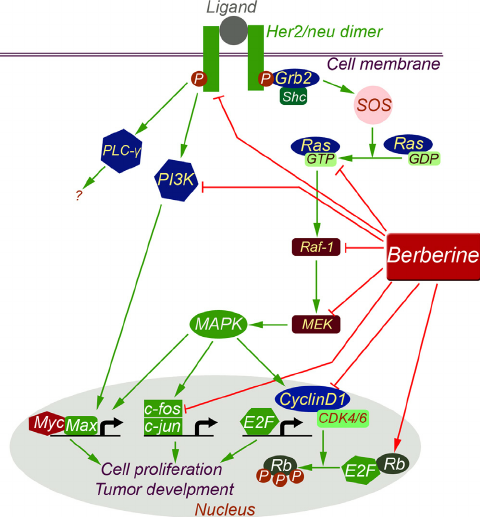 Ligand
Her2/neu dimer
Cell membrane
P
P
Grb2
Shc
SOS
PLC-γ
?
PI3K
Ras
GTP
Ras
GDP
Raf-1
Berberine
MEK
MAPK
Myc
Max
c-fos
c-jun
E2F
CyclinD1
CDK4/6
Cell proliferation
Tumor develpment
Rb
P
P
P
E2F
Rb
Nucleus